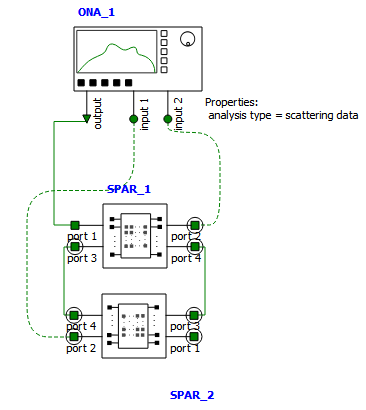 ONA_1
output
input 1
input 2
Properties:
analysis type = scattering data
SPAR_1
port 1
port 2
port 3
port 4
port 4
port 3
port 2
port 1
SPAR_2